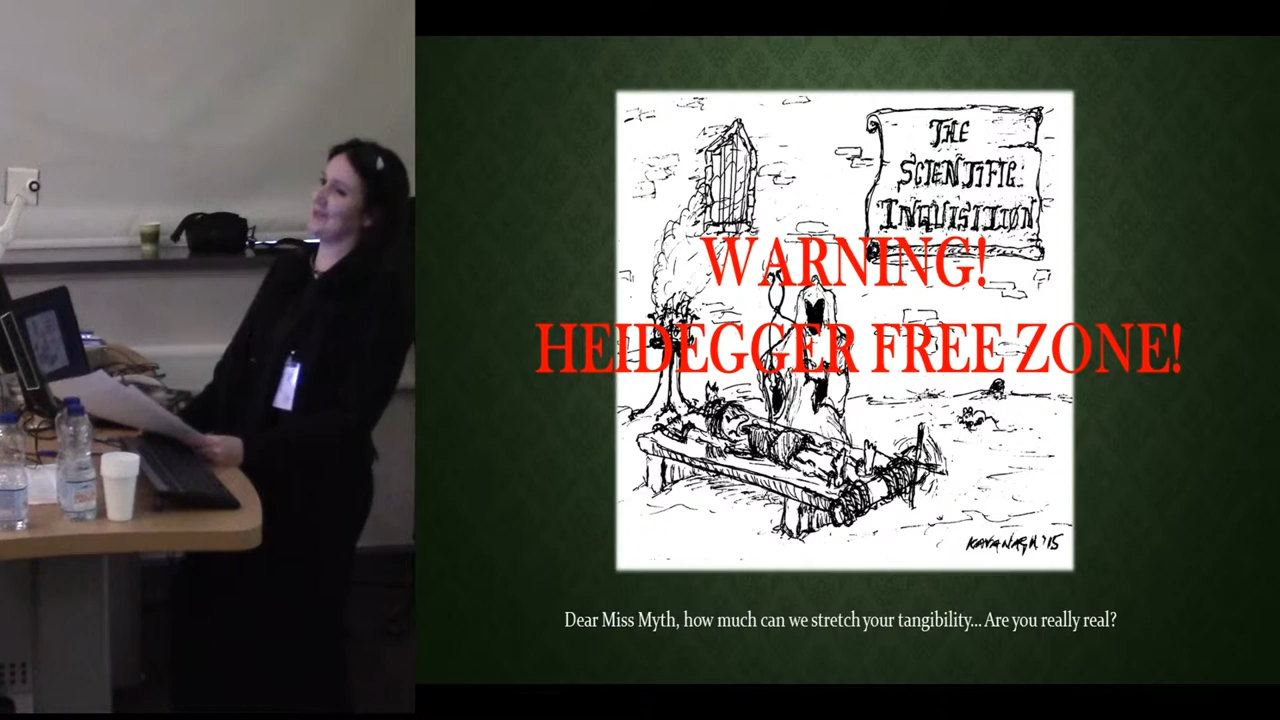 THE
SCIENTIFIC
INQUISITION
WARNING!
HEIDEGGER FREE ZONE!
KAVANAGH '15
Dear Miss Myth, how much can we stretch your tangibility... Are you really real?